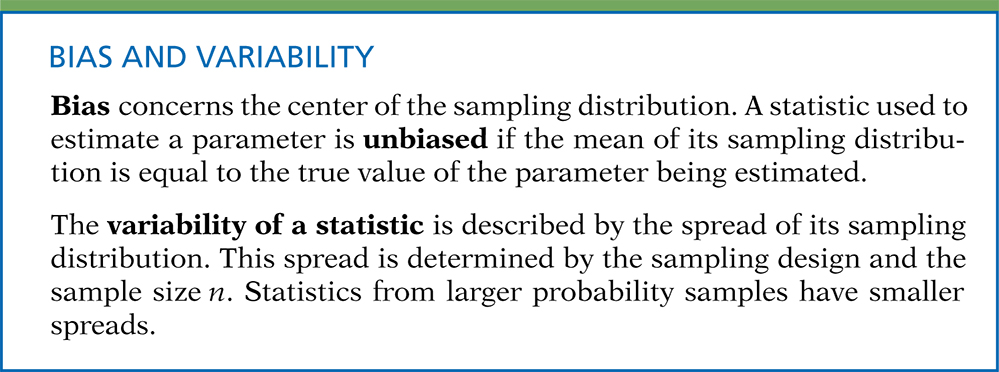 BIAS AND VARIABILITY
Bias concerns the center of the sampling distribution. A statistic used to
estimate a parameter is unbiased if the mean of its sampling distribu-
tion is equal to the true value of the parameter being estimated.
The variability of a statistic is described by the spread of its sampling
distribution. This spread is determined by the sampling design and the
sample size n. Statistics from larger probability samples have smaller
spreads.